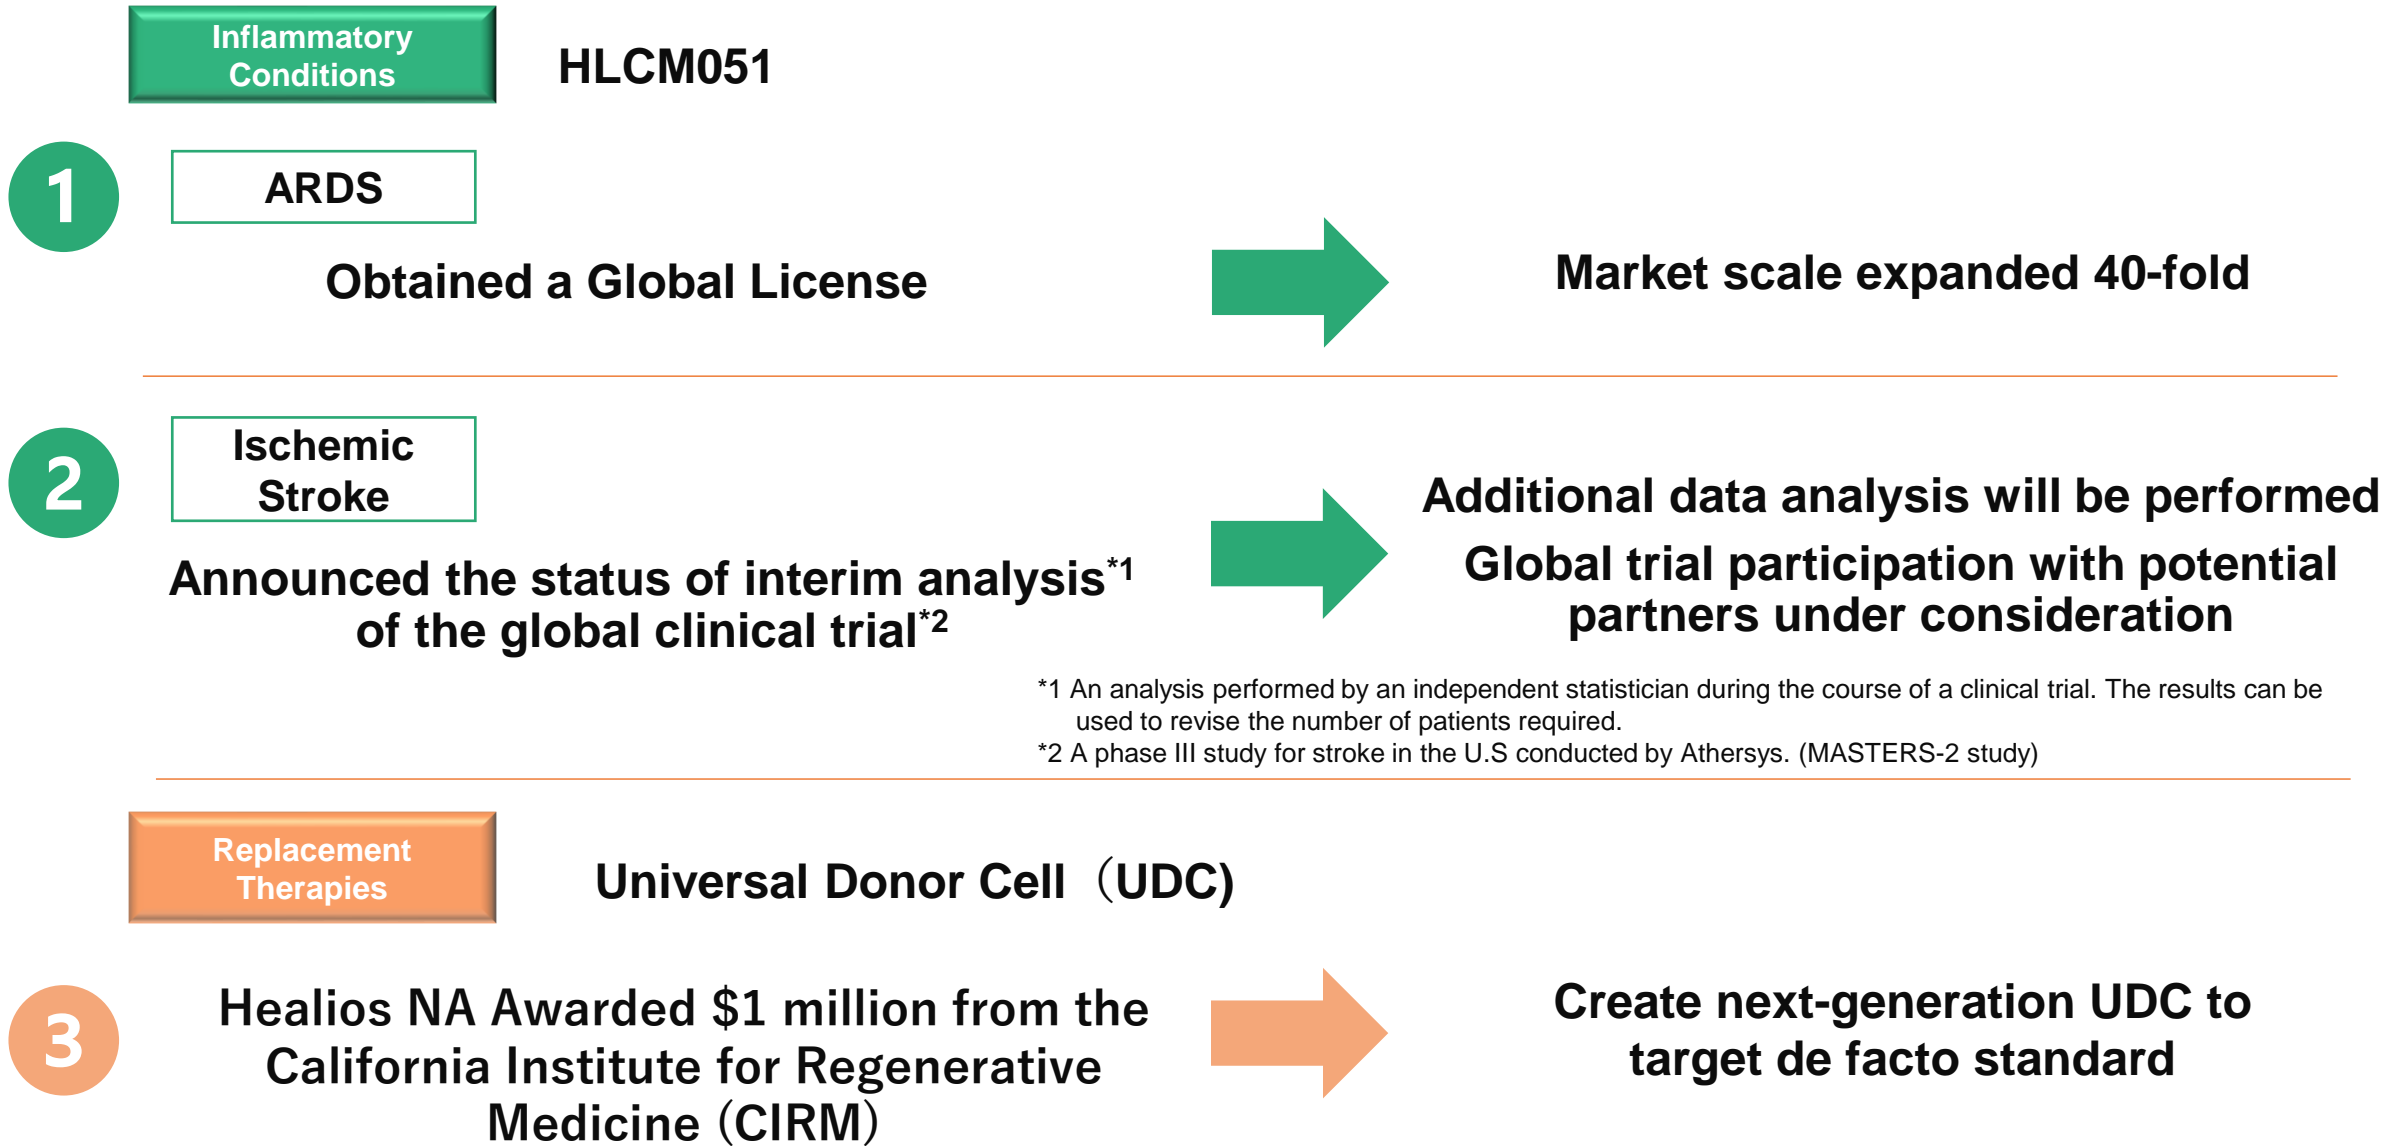 Inflammatory
Conditions
HLCM051
1
ARDS
Obtained a Global License
Market scale expanded 40-fold
2
Ischemic
Stroke
Announced the status of interim analysis*1
of the global clinical trial*2
Additional data analysis will be performed
Global trial participation with potential
partners under consideration
*1 An analysis performed by an independent statistician during the course of a clinical trial. The results can be
used to revise the number of patients required.
*2 A phase III study for stroke in the U.S conducted by Athersys. (MASTERS-2 study)
Replacement
Therapies
Universal Donor Cell（UDC)
3
Healios NA Awarded $1 million from the
California Institute for Regenerative
Medicine (CIRM)
Create next-generation UDC to
target de facto standard